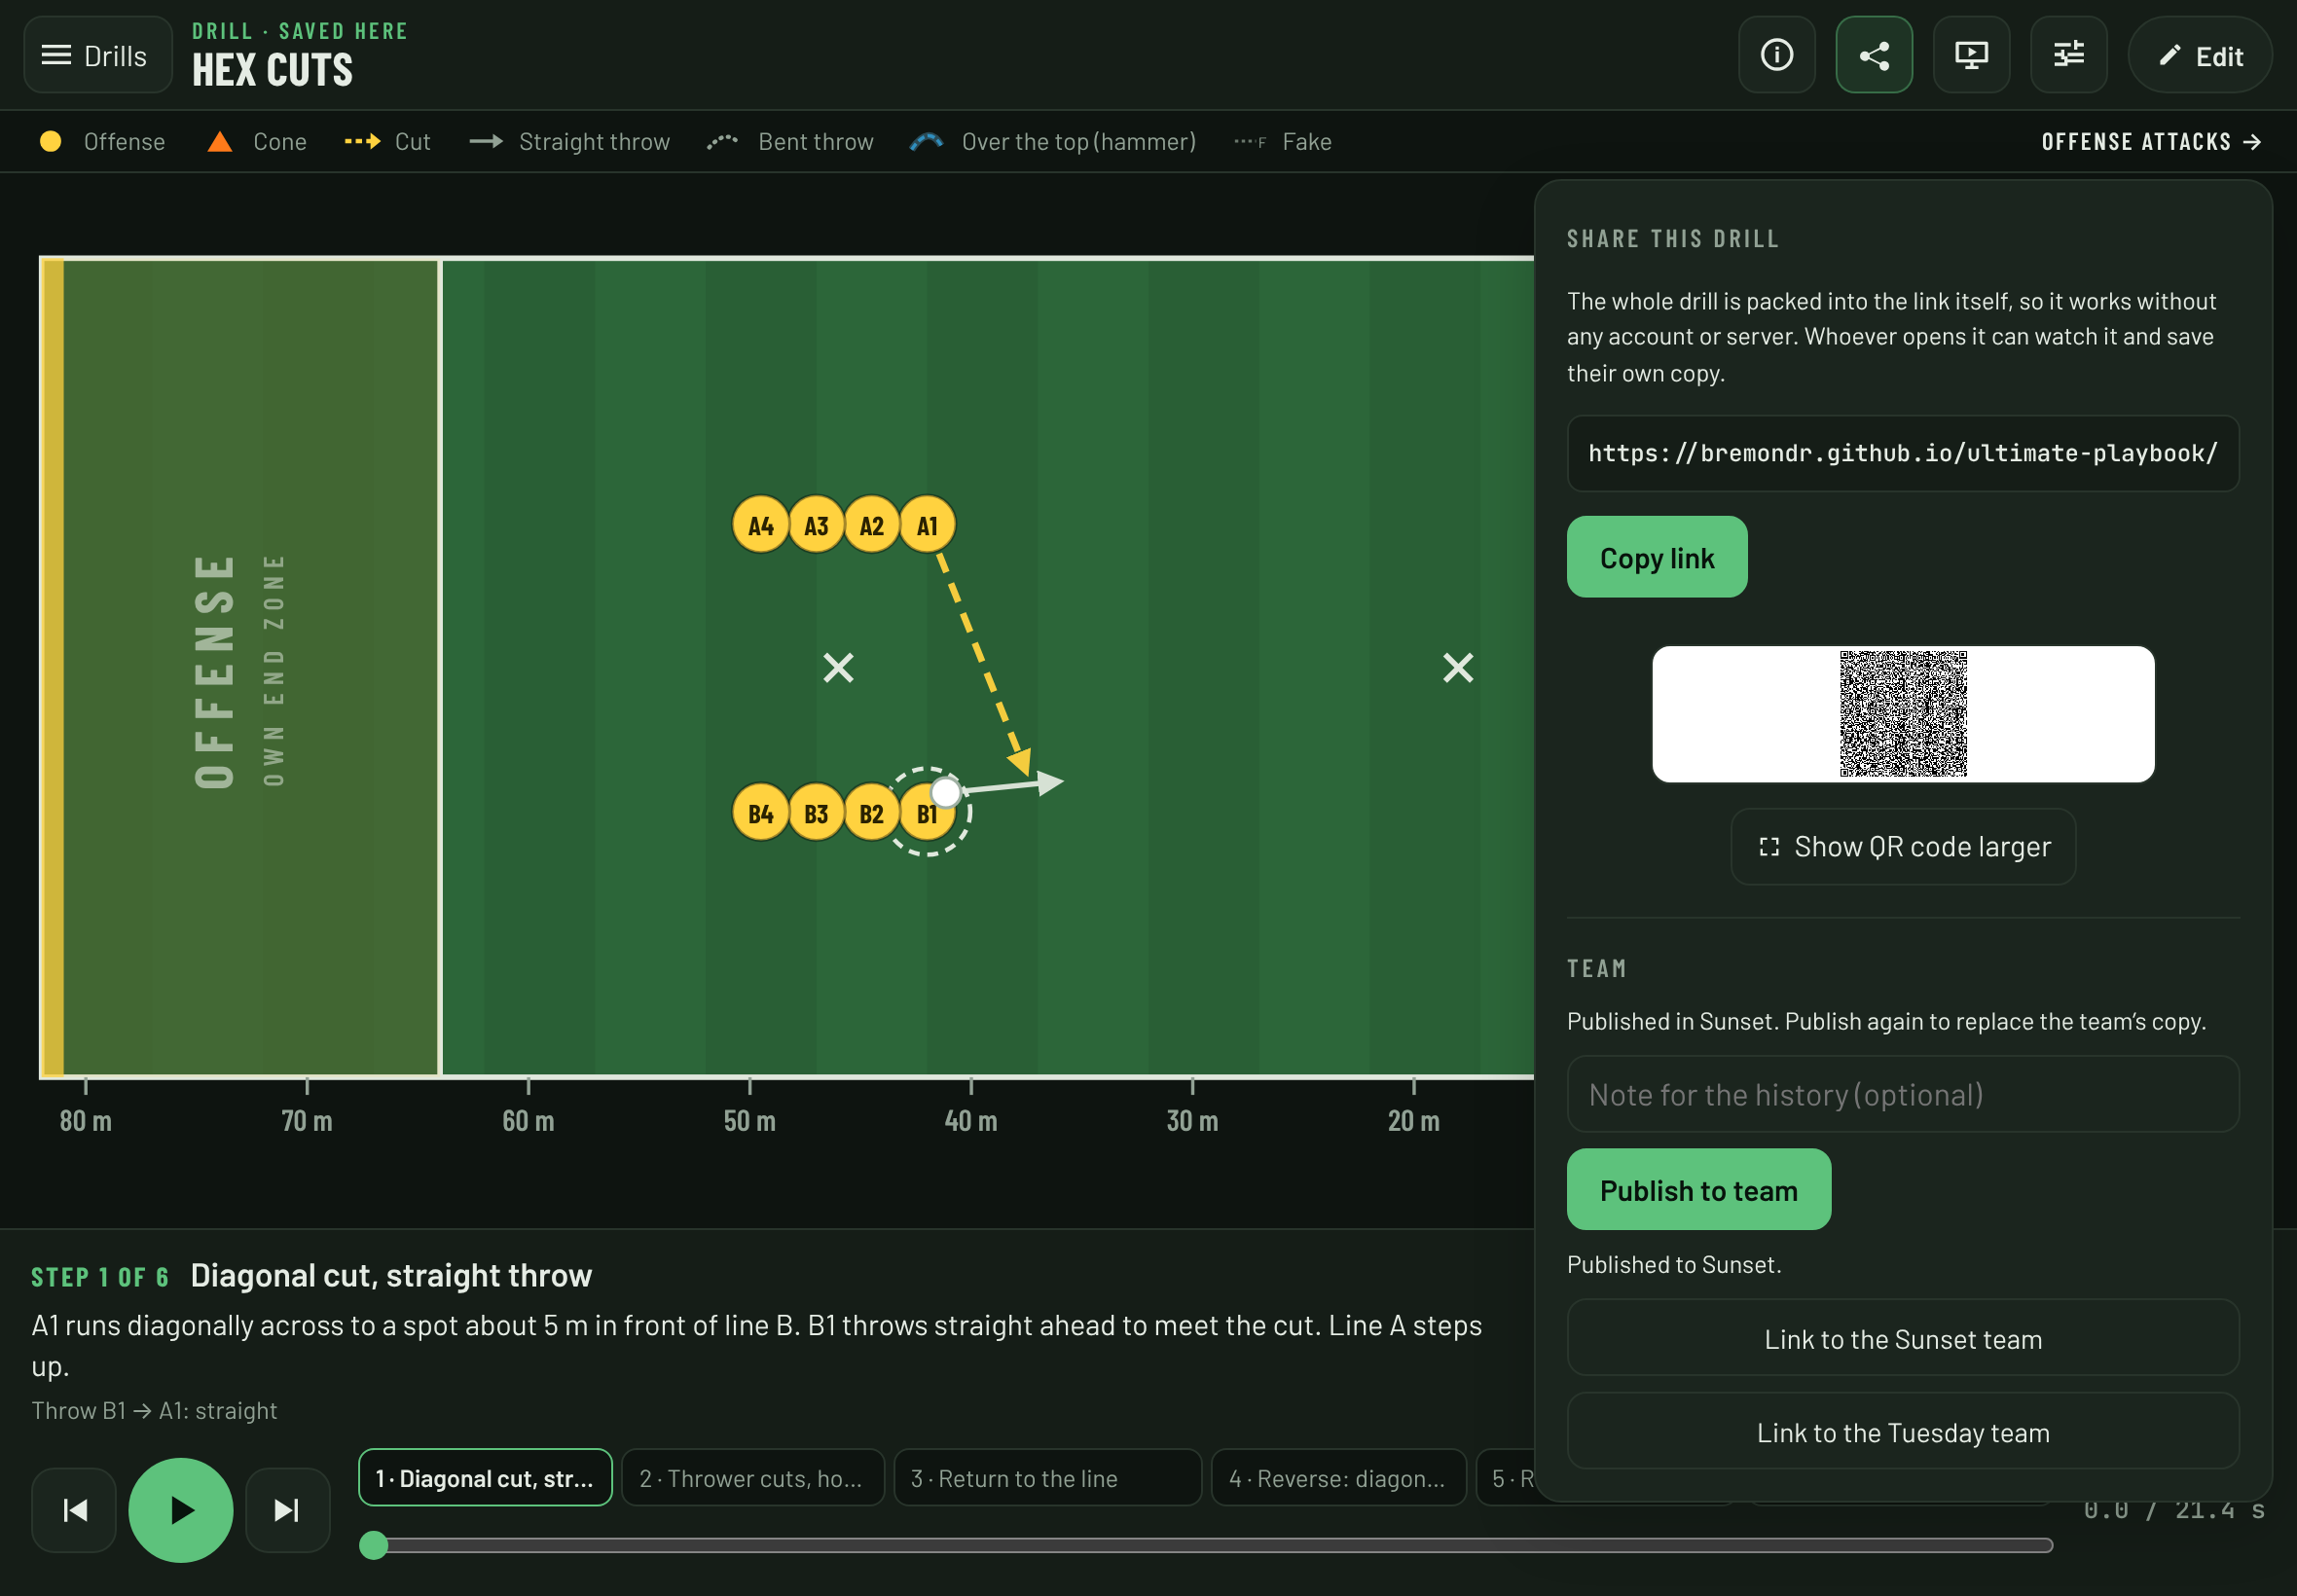 Drills
DRILL · SAVED HERE
HEX CUTS
Edit
Offense
Cone
Cut
Straight throw
Bent throw
Over the top (hammer)
F
Fake
OFFENSE ATTACKS →
OFFENSE
OWN END ZONE
A4
A3
A2
A1
B4
B3
B2
B1
80 m
70 m
60 m
50 m
40 m
30 m
20 m
SHARE THIS DRILL
The whole drill is packed into the link itself, so it works without
any account or server. Whoever opens it can watch it and save
their own copy.
https://bremondr.github.io/ultimate-playbook/
Copy link
Show QR code larger
TEAM
Published in Sunset. Publish again to replace the team’s copy.
Note for the history (optional)
Publish to team
Published to Sunset.
Link to the Sunset team
Link to the Tuesday team
STEP 1 OF 6
Diagonal cut, straight throw
A1 runs diagonally across to a spot about 5 m in front of line B. B1 throws straight ahead to meet the cut. Line A steps
up.
Throw B1 → A1: straight
1 · Diagonal cut, str...
2 · Thrower cuts, ho...
3 · Return to the line
4 · Reverse: diagon...
5 · R
0.0 / 21.4 s